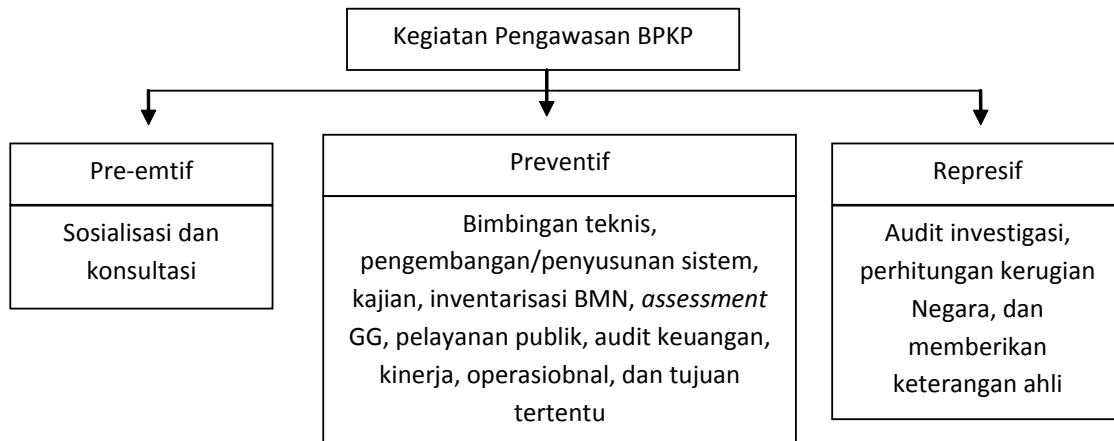 Kegiatan Pengawasan BPKP
Pre-emtif
Sosialisasi dan
konsultasi
Preventif
Bimbingan teknis,
pengembangan/penyusunan sistem,
kajian, inventarisasi BMN, assessment
GG, pelayanan publik, audit keuangan,
kinerja, operasiobnal, dan tujuan
tertentu
Represif
Audit investigasi,
perhitungan kerugian
Negara, dan
memberikan
keterangan ahli